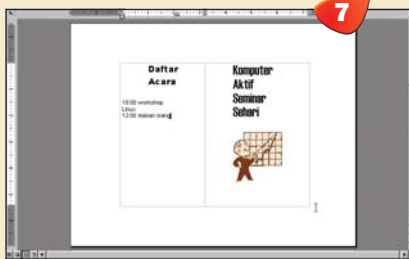 7
Daftar
Acara
10:00 workshop
Linux
12:00 makan siang
Komputer
Aktif
Seminar
Sehari